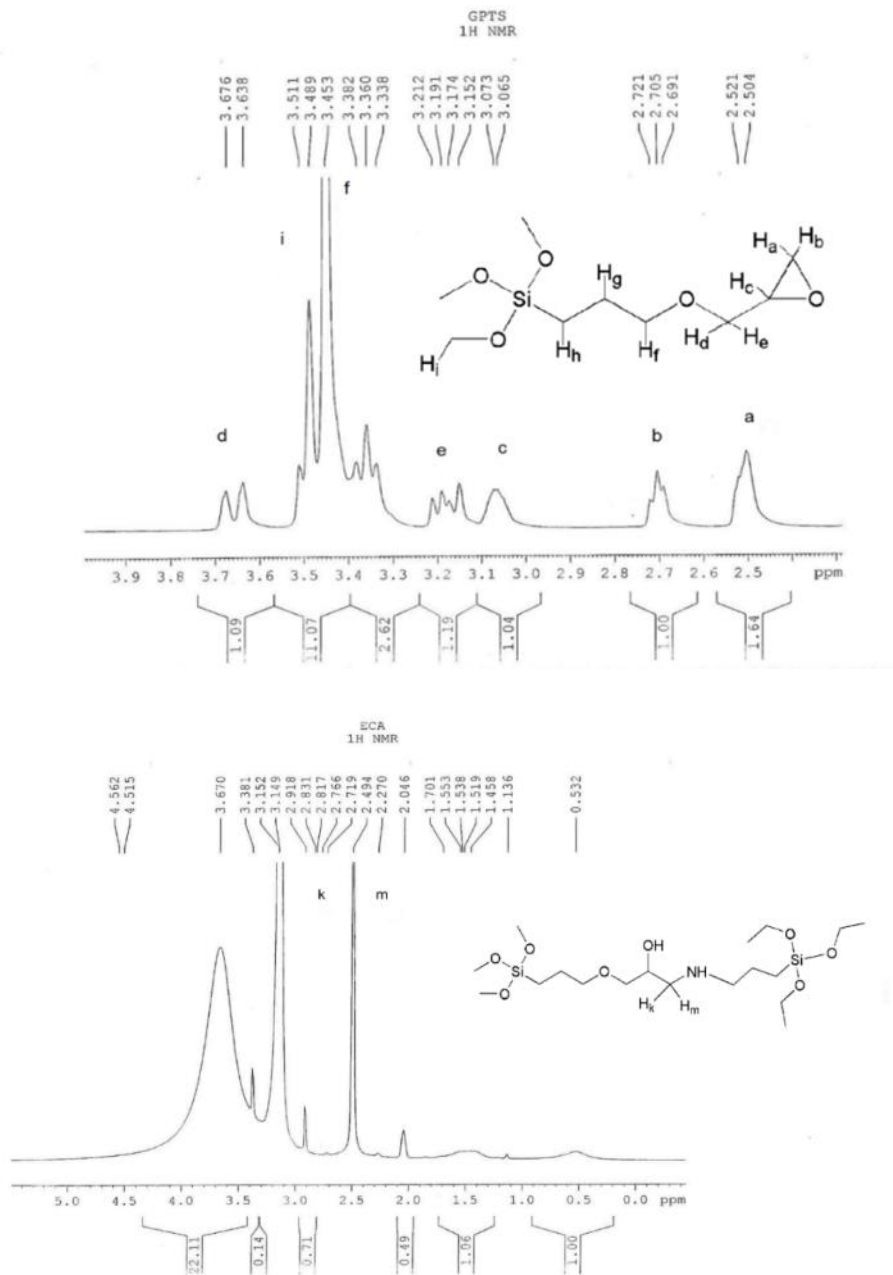 GPTS
1H NMR
3.676
3.638
3.511
3.489
3.453
3.382
3.360
3.338
3.212
3.191
3.174
3.152
3.073
3.065
2.721
2.705
2.691
2.521
2.504
f
i
Ha Hb
Hg
O
O Hc
Si O O
O Hd He
Hh Hf
Hi
d e c b a
3.9 3.8 3.7 3.6 3.5 3.4 3.3 3.2 3.1 3.0 2.9 2.8 2.7 2.6 2.5 ppm
1.09 11.07 2.62 1.19 1.04 1.00 1.64
ECA
1H NMR
4.562
4.515
3.670
3.381
3.152
3.149
2.918
2.831
2.817
2.766
2.719
2.494
2.270
2.046
1.701
1.553
1.538
1.519
1.458
1.136
0.532
k m
OH
O O O O
Si O NH Si
O Hk Hm O O
5.0 4.5 4.0 3.5 3.0 2.5 2.0 1.5 1.0 0.5 0.0 ppm
22.11 0.14 0.71 0.49 1.06 1.00